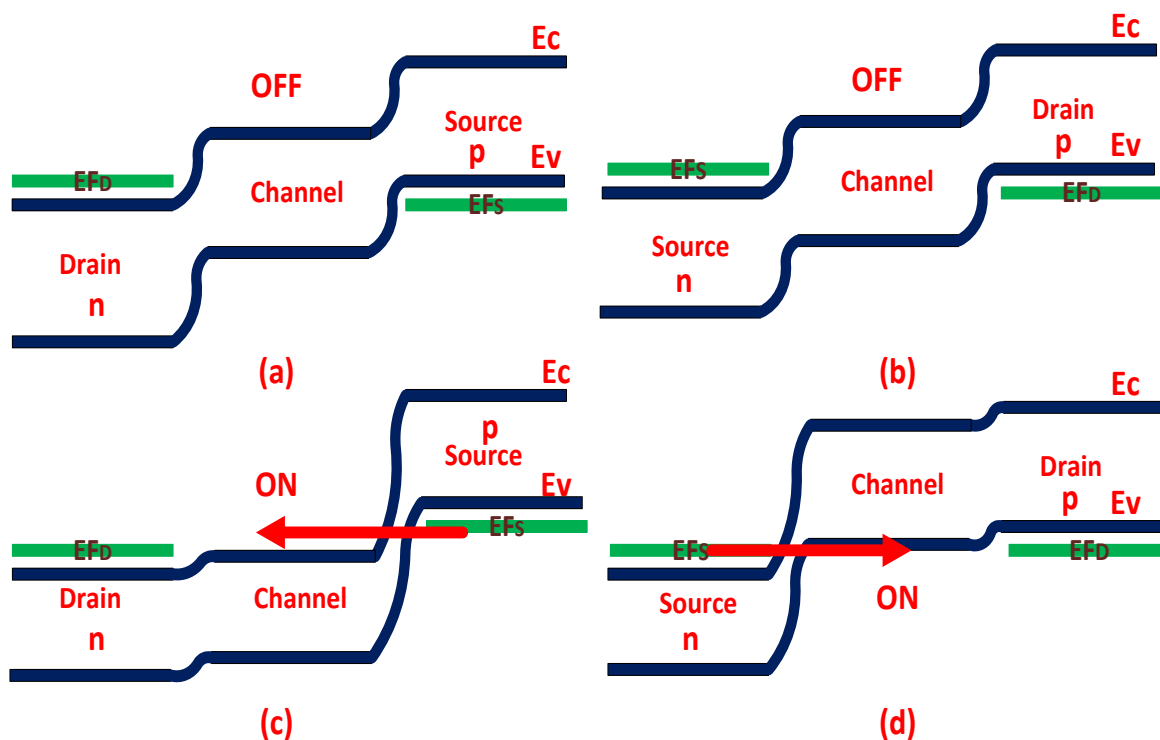 Ec
OFF
Source
p
Ev
EFD
Channel
EFS
Drain
n
(a)
Ec
OFF
Drain
p
Ev
EFS
Channel
EFD
Source
n
(b)
Ec
p
Source
ON
Ev
EFS
EFD
Drain
Channel
n
(c)
Ec
Channel
Drain
p
Ev
EFS
EFD
Source
ON
n
(d)